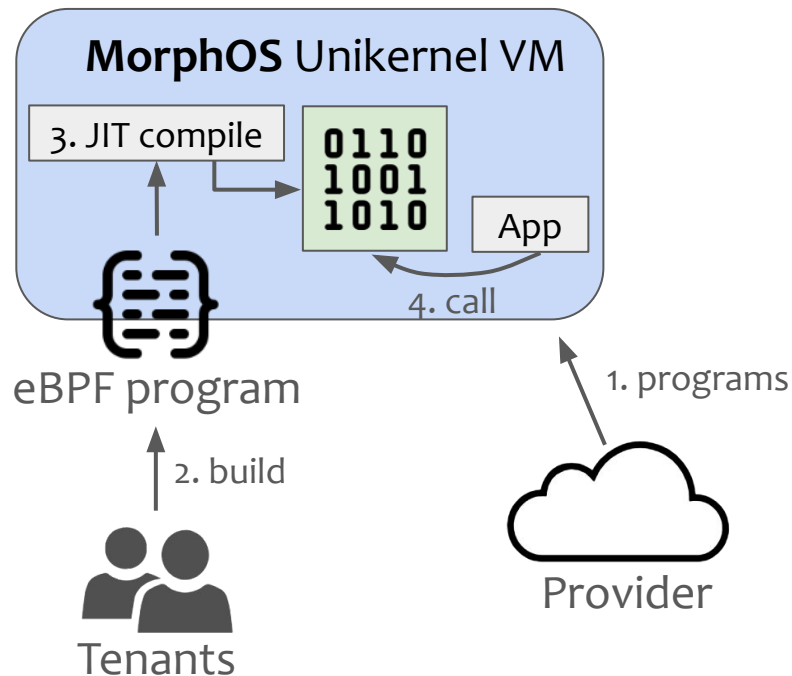 MorphOS Unikernel VM
3. JIT compile
0110
1001
1010
App
4. call
eBPF program
1. programs
2. build
Provider
Tenants